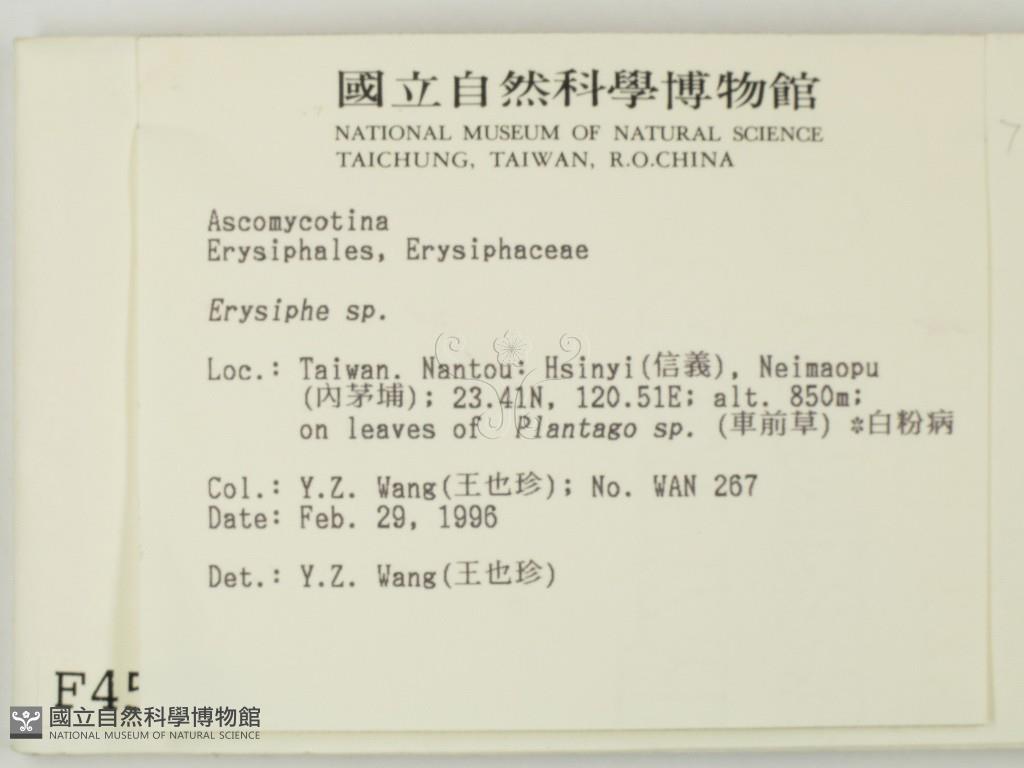 國立自然科學博物館
NATIONAL MUSEUM OF NATURAL SCIENCE
TAICHUNG, TAIWAN, R.O.CHINA
Ascomycotina
Erysiphales, Erysiphaceae
Erysiphe sp.
Loc.: Taiwan. Nantou: Hsinyi(信義), Neimaopu
(內茅埔); 23.41N, 120.51E; alt. 850m;
on leaves of Plantago sp. (車前草) *白粉病
Col.: Y.Z. Wang(王也珍); No. WAN 267
Date: Feb. 29, 1996
Det.: Y.Z. Wang(王也珍)
F45
國立自然科學博物館
NATIONAL MUSEUM OF NATURAL SCIENCE